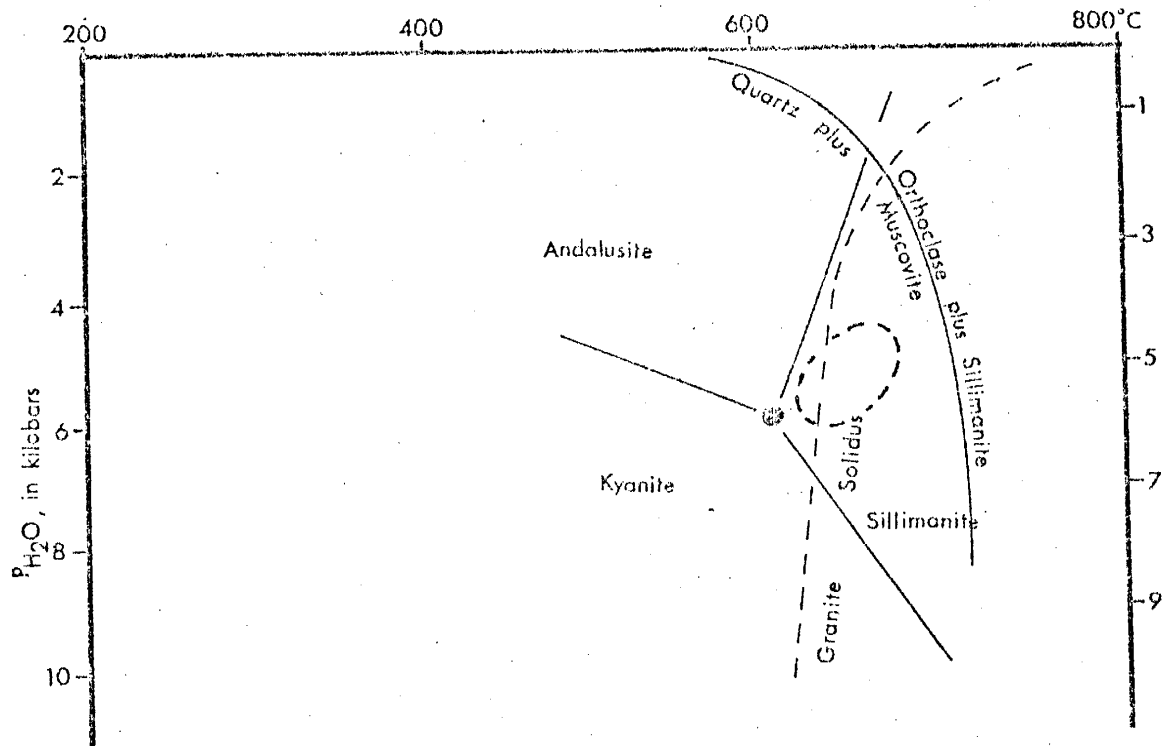 200
400
600
800°C
2
4
6
8
10
PH₂O, in kilobars
1
3
5
7
9
Quartz plus Muscovite
Orthoclase plus Sillimanite
Andalusite
Kyanite
Sillimanite
Granite Solidus